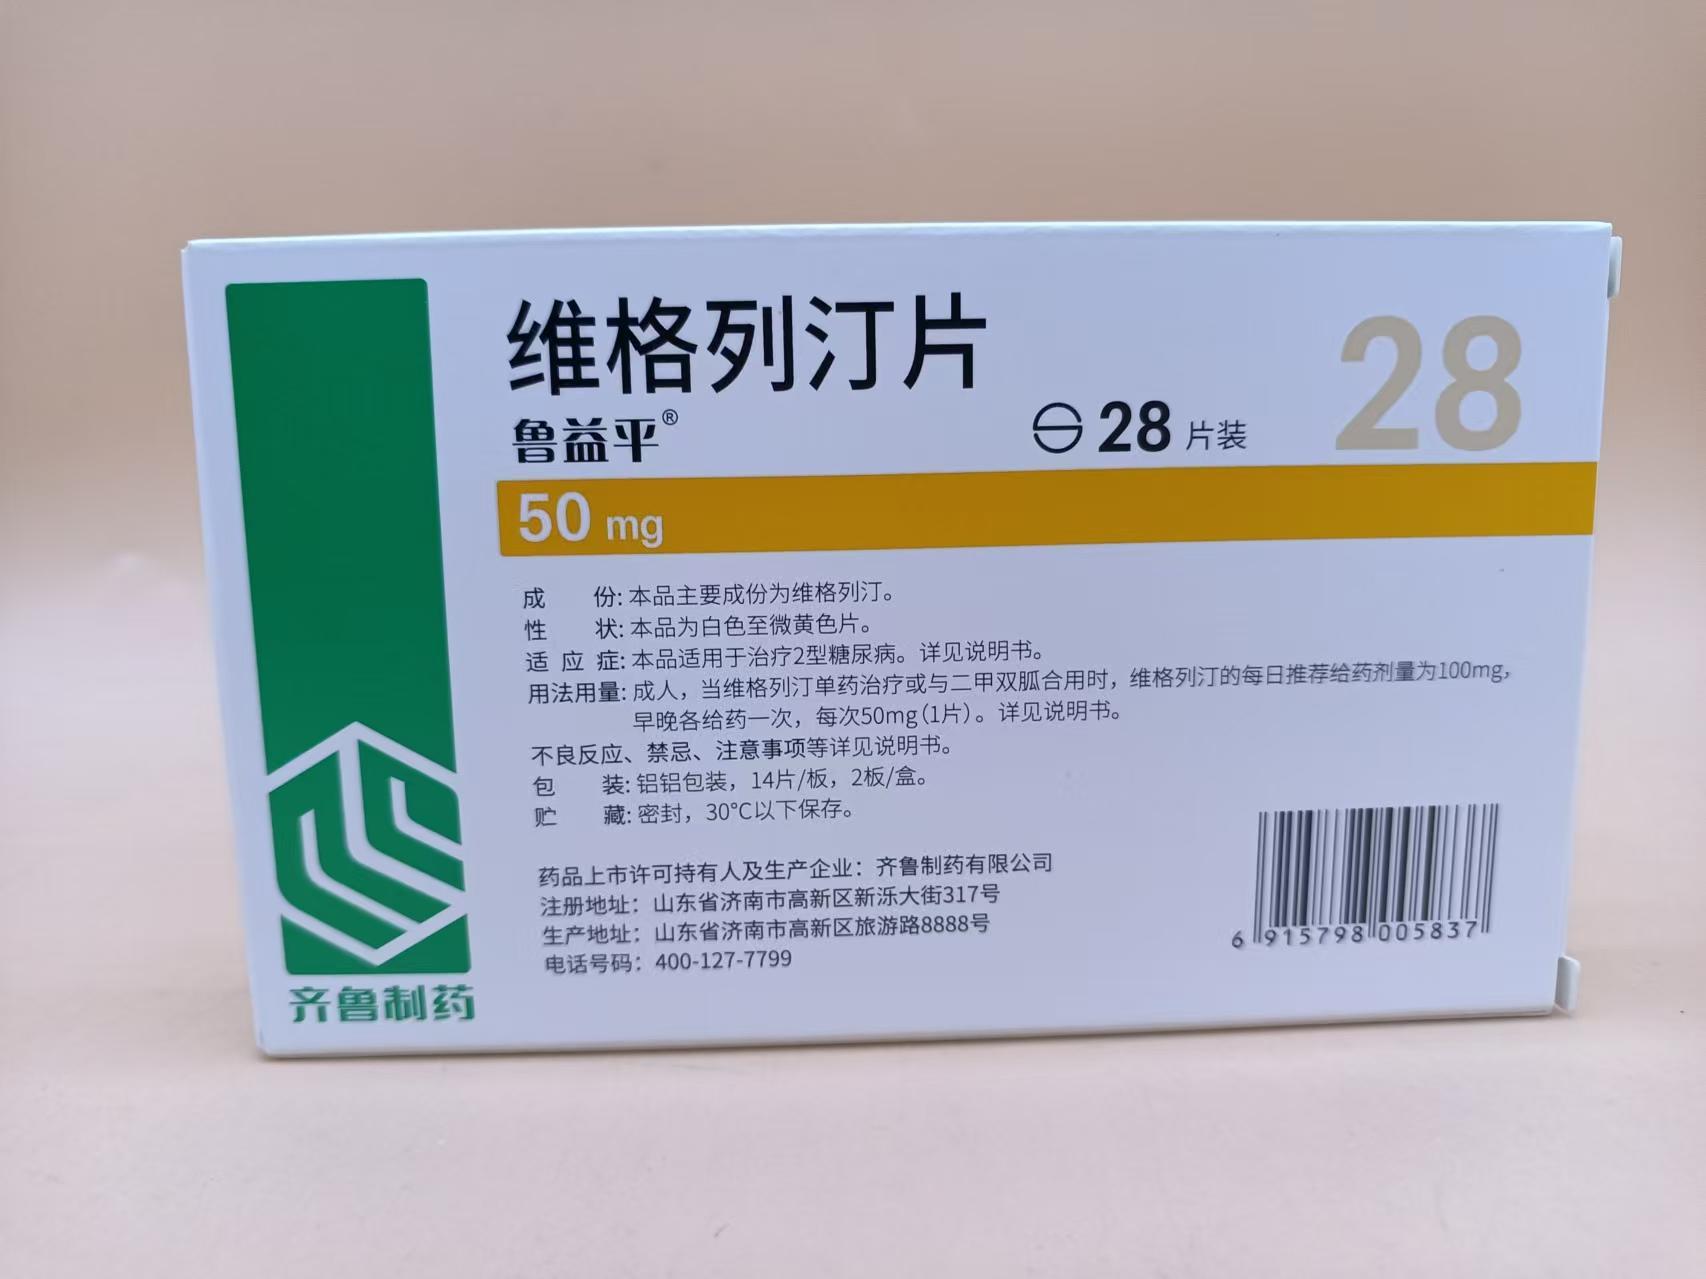 维格列汀片
鲁益平®
28片装
28
50 mg
成份:本品主要成份为维格列汀。
性状:本品为白色至微黄色片。
适应症:本品适用于治疗2型糖尿病。详见说明书。
用法用量:成人，当维格列汀单药治疗或与二甲双胍合用时，维格列汀的每日推荐给药剂量为100mg，
早晚各给药一次，每次50mg(1片)。详见说明书。
不良反应、禁忌、注意事项等详见说明书。
包装:铝铝包装，14片/板，2板/盒。
贮藏:密封，30℃以下保存。
药品上市许可持有人及生产企业：齐鲁制药有限公司
注册地址：山东省济南市高新区新泺大街317号
生产地址：山东省济南市高新区旅游路8888号
电话号码：400-127-7799
6 915798 005837
齐鲁制药